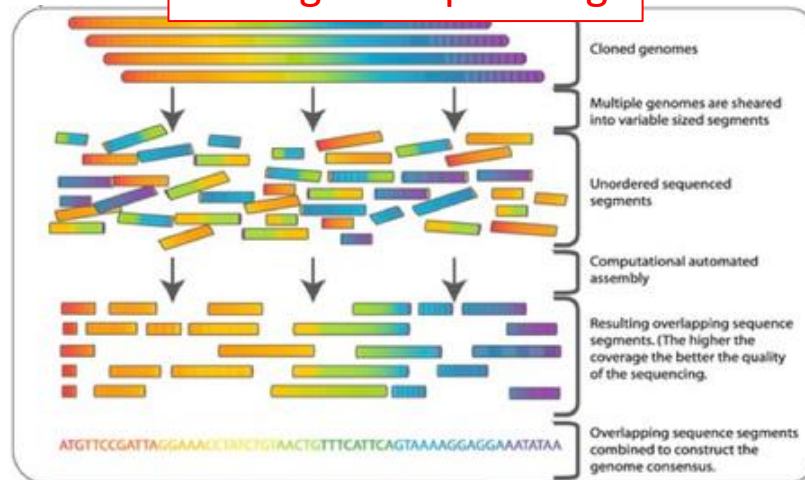 Cloned genomes
Multiple genomes are sheared
into variable sized segments
Unordered sequenced
segments
Computational automated
assembly
Resulting overlapping sequence
segments. (The higher the
coverage the better the quality
of the sequencing.
ATGTTCCGATTAGGAAACCTATCTGTAACTGTTTCATTCAGTAAAAGGAGGAAATATAA
Overlapping sequence segments
combined to construct the
genome consensus.